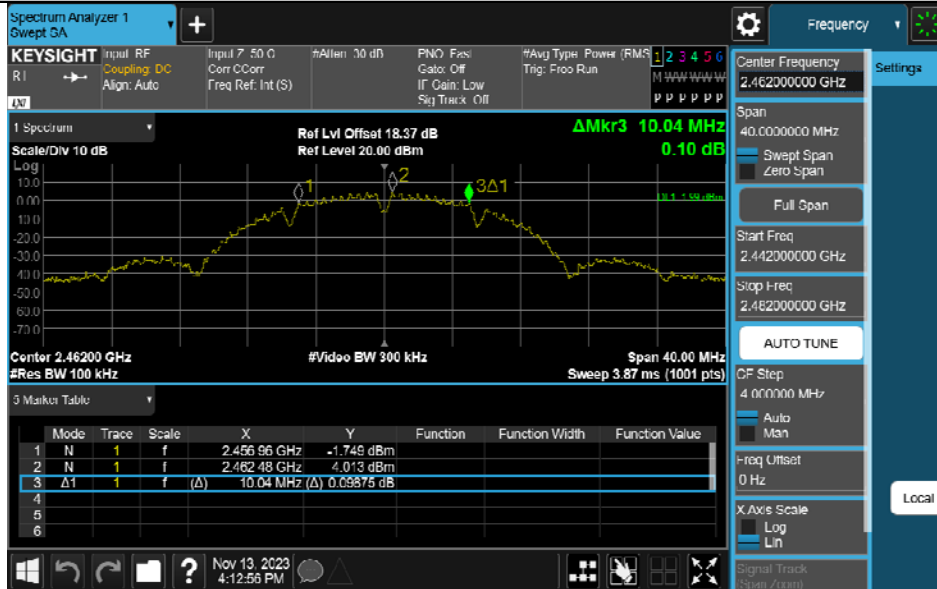 Spectrum Analyzer 1
Swept SA
+
Frequency
KEYSIGHT
Input: RF
Coupling: DC
Align: Auto
Input Z: 50 Ω
Corr CCorr
Freq Ref: Int (S)
#Atten: 30 dB
PNO: Fast
Gate: Off
IF Gain: Low
Sig Track: Off
#Avg Type: Power (RMS
Trig: Free Run
1 2 3 4 5 6
M W W W W W
P P P P P P
LXI
1 Spectrum
Scale/Div 10 dB
Ref Lvl Offset 18.37 dB
Ref Level 20.00 dBm
ΔMkr3 10.04 MHz
0.10 dB
Log
10.0
0.00
-10.0
-20.0
-30.0
-40.0
-50.0
-60.0
-70.0
1
2
3Δ1
Center 2.46200 GHz
#Res BW 100 kHz
#Video BW 300 kHz
Span 40.00 MHz
Sweep 3.87 ms (1001 pts)
5 Marker Table
Mode Trace Scale X Y Function Function Width Function Value
1 N 1 f 2.456 96 GHz -1.749 dBm
2 N 1 f 2.462 48 GHz 4.013 dBm
3 Δ1 1 f (Δ) 10.04 MHz (Δ) 0.09875 dB
4
5
6
Nov 13, 2023
4:12:56 PM
Center Frequency
2.462000000 GHz
Settings
Span
40.0000000 MHz
Swept Span
Zero Span
Full Span
Start Freq
2.442000000 GHz
Stop Freq
2.482000000 GHz
AUTO TUNE
CF Step
4.000000 MHz
Auto
Man
Freq Offset
0 Hz
Local
X Axis Scale
Log
Lin
Signal Track
(Span Zoom)